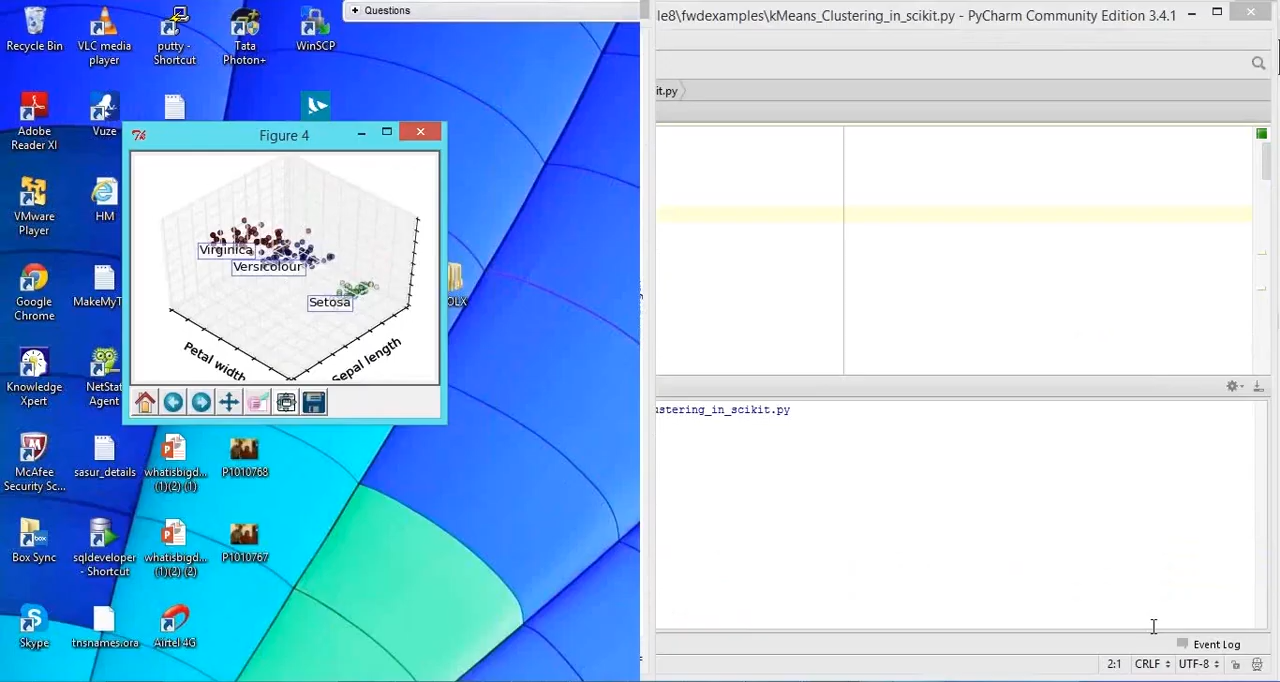 Questions
le8\fwdexamples\kMeans_Clustering_in_scikit.py - PyCharm Community Edition 3.4.1
Recycle Bin
VLC media
player
putty -
Shortcut
Tata
Photon+
WinSCP
it.py
Adobe
Reader XI
Vuze
Figure 4
VMware
Player
HM
Virginica
Versicolour
Setosa
Petal width
Sepal length
Google
Chrome
MakeMyT
OLX
Knowledge
Xpert
NetStat
Agent
ustering_in_scikit.py
McAfee
Security Sc...
sasur_details
whatisbigd...
(1)(2) (1)
P1010768
Box Sync
sqldeveloper
- Shortcut
whatisbigd...
(1)(2) (2)
P1010767
Skype
tnsnames.ora
Airtel 4G
Event Log
2:1
CRLF
UTF-8